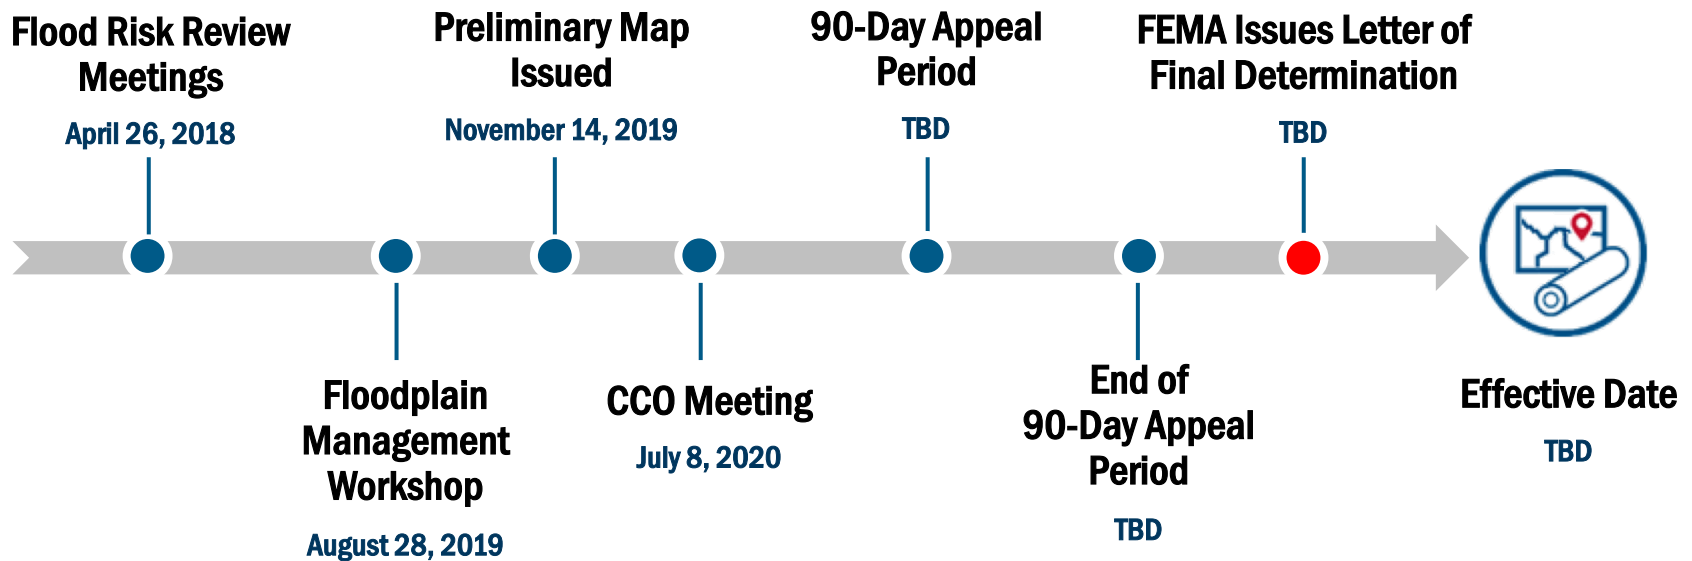 Flood Risk Review
Meetings
April 26, 2018
Preliminary Map
Issued
November 14, 2019
90-Day Appeal
Period
TBD
FEMA Issues Letter of
Final Determination
TBD
Floodplain
Management
Workshop
August 28, 2019
CCO Meeting
July 8, 2020
End of
90-Day Appeal
Period
TBD
Effective Date
TBD